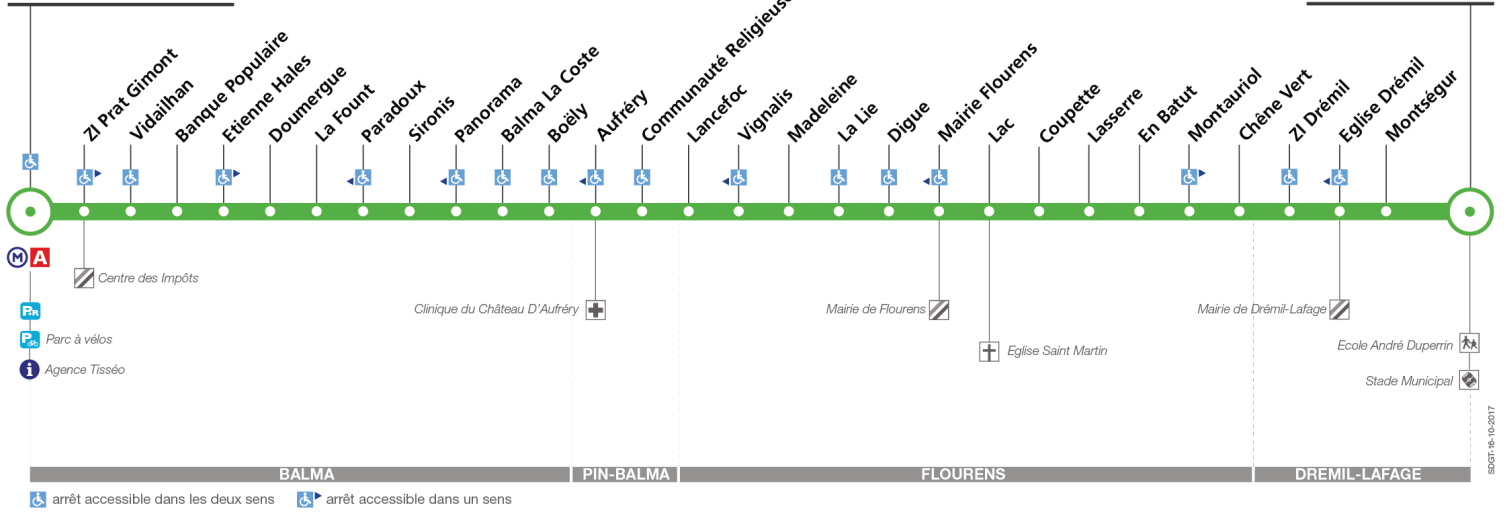 ZI Prat Gimont
Vidailhan
Banque Populaire
Etienne Hales
Doumergue
La Fount
Paradoux
Sironis
Panorama
Balma La Coste
Boëly
Aufréry
Communauté Religieuse
Lancefoc
Vignalis
Madeleine
La Lie
Digue
Mairie Flourens
Lac
Coupette
Lasserre
En Batut
Montauriol
Chêne Vert
ZI Drémil
Eglise Drémil
Montségur
M A
Centre des Impôts
P+R
Parc à vélos
i Agence Tisséo
Clinique du Château D'Aufréry
Mairie de Flourens
Eglise Saint Martin
Mairie de Drémil-Lafage
Ecole André Duperrin
Stade Municipal
SDGT-16-10-2017
BALMA
PIN-BALMA
FLOURENS
DREMIL-LAFAGE
arrêt accessible dans les deux sens
arrêt accessible dans un sens